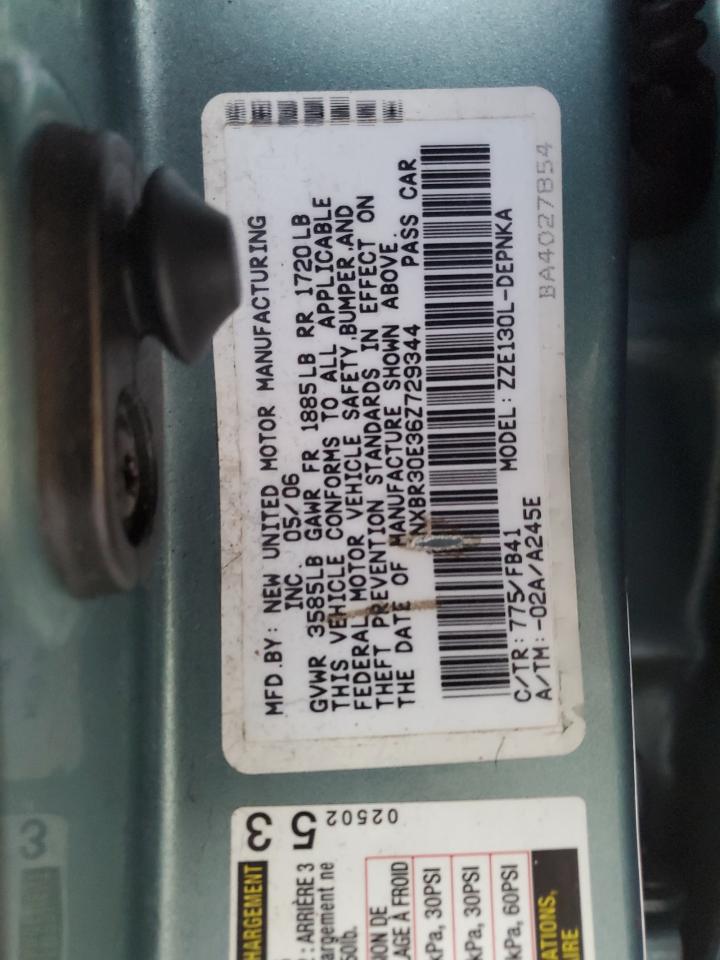 MFD.BY: NEW UNITED MOTOR MANUFACTURING
INC. 05/06
GVWR 3585LB GAWR FR 1885LB RR 1720LB
THIS VEHICLE CONFORMS TO ALL APPLICABLE
FEDERAL MOTOR VEHICLE SAFETY,BUMPER,AND
THEFT PREVENTION STANDARDS IN EFFECT ON
THE DATE OF MANUFACTURE SHOWN ABOVE.
NXBR30E36Z729344 PASS CAR
C/TR: 775/FB41 MODEL: ZZE130L-DEPNKA
A/TM: -02A/A245E
BA4027B54
HARGEMENT 3
: ARRIÈRE 3 5
argement ne 02502
50lb.
ION DE
LAGE À FROID
kPa, 30PSI
kPa, 30PSI
kPa, 60PSI
ATIONS,
IRE
3